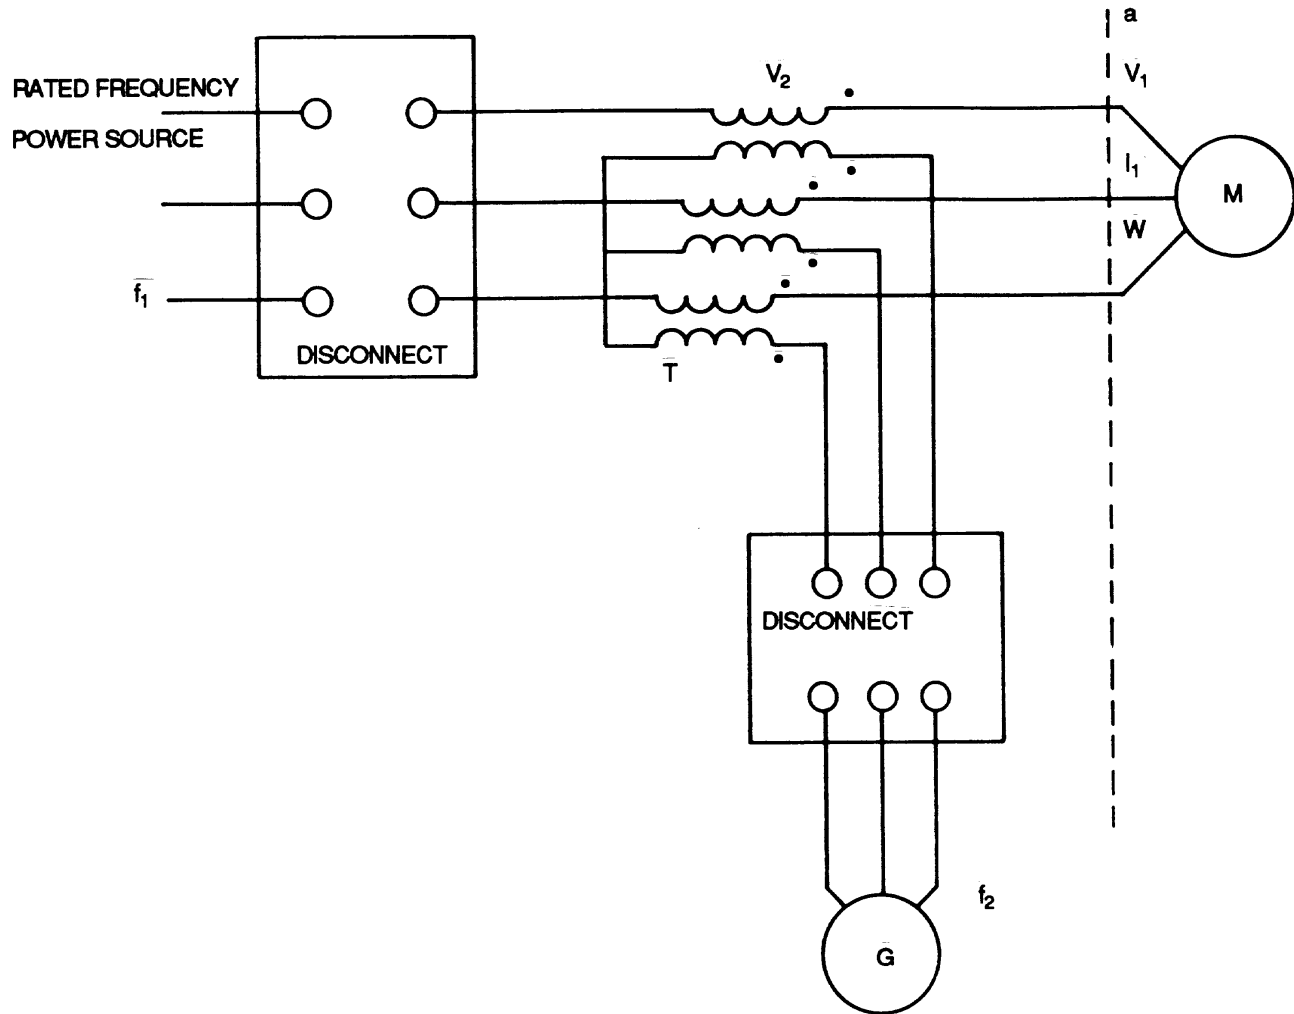 a
V₂
V₁
RATED FREQUENCY
POWER SOURCE
I₁
M
W
f₁
DISCONNECT
T
DISCONNECT
f₂
G